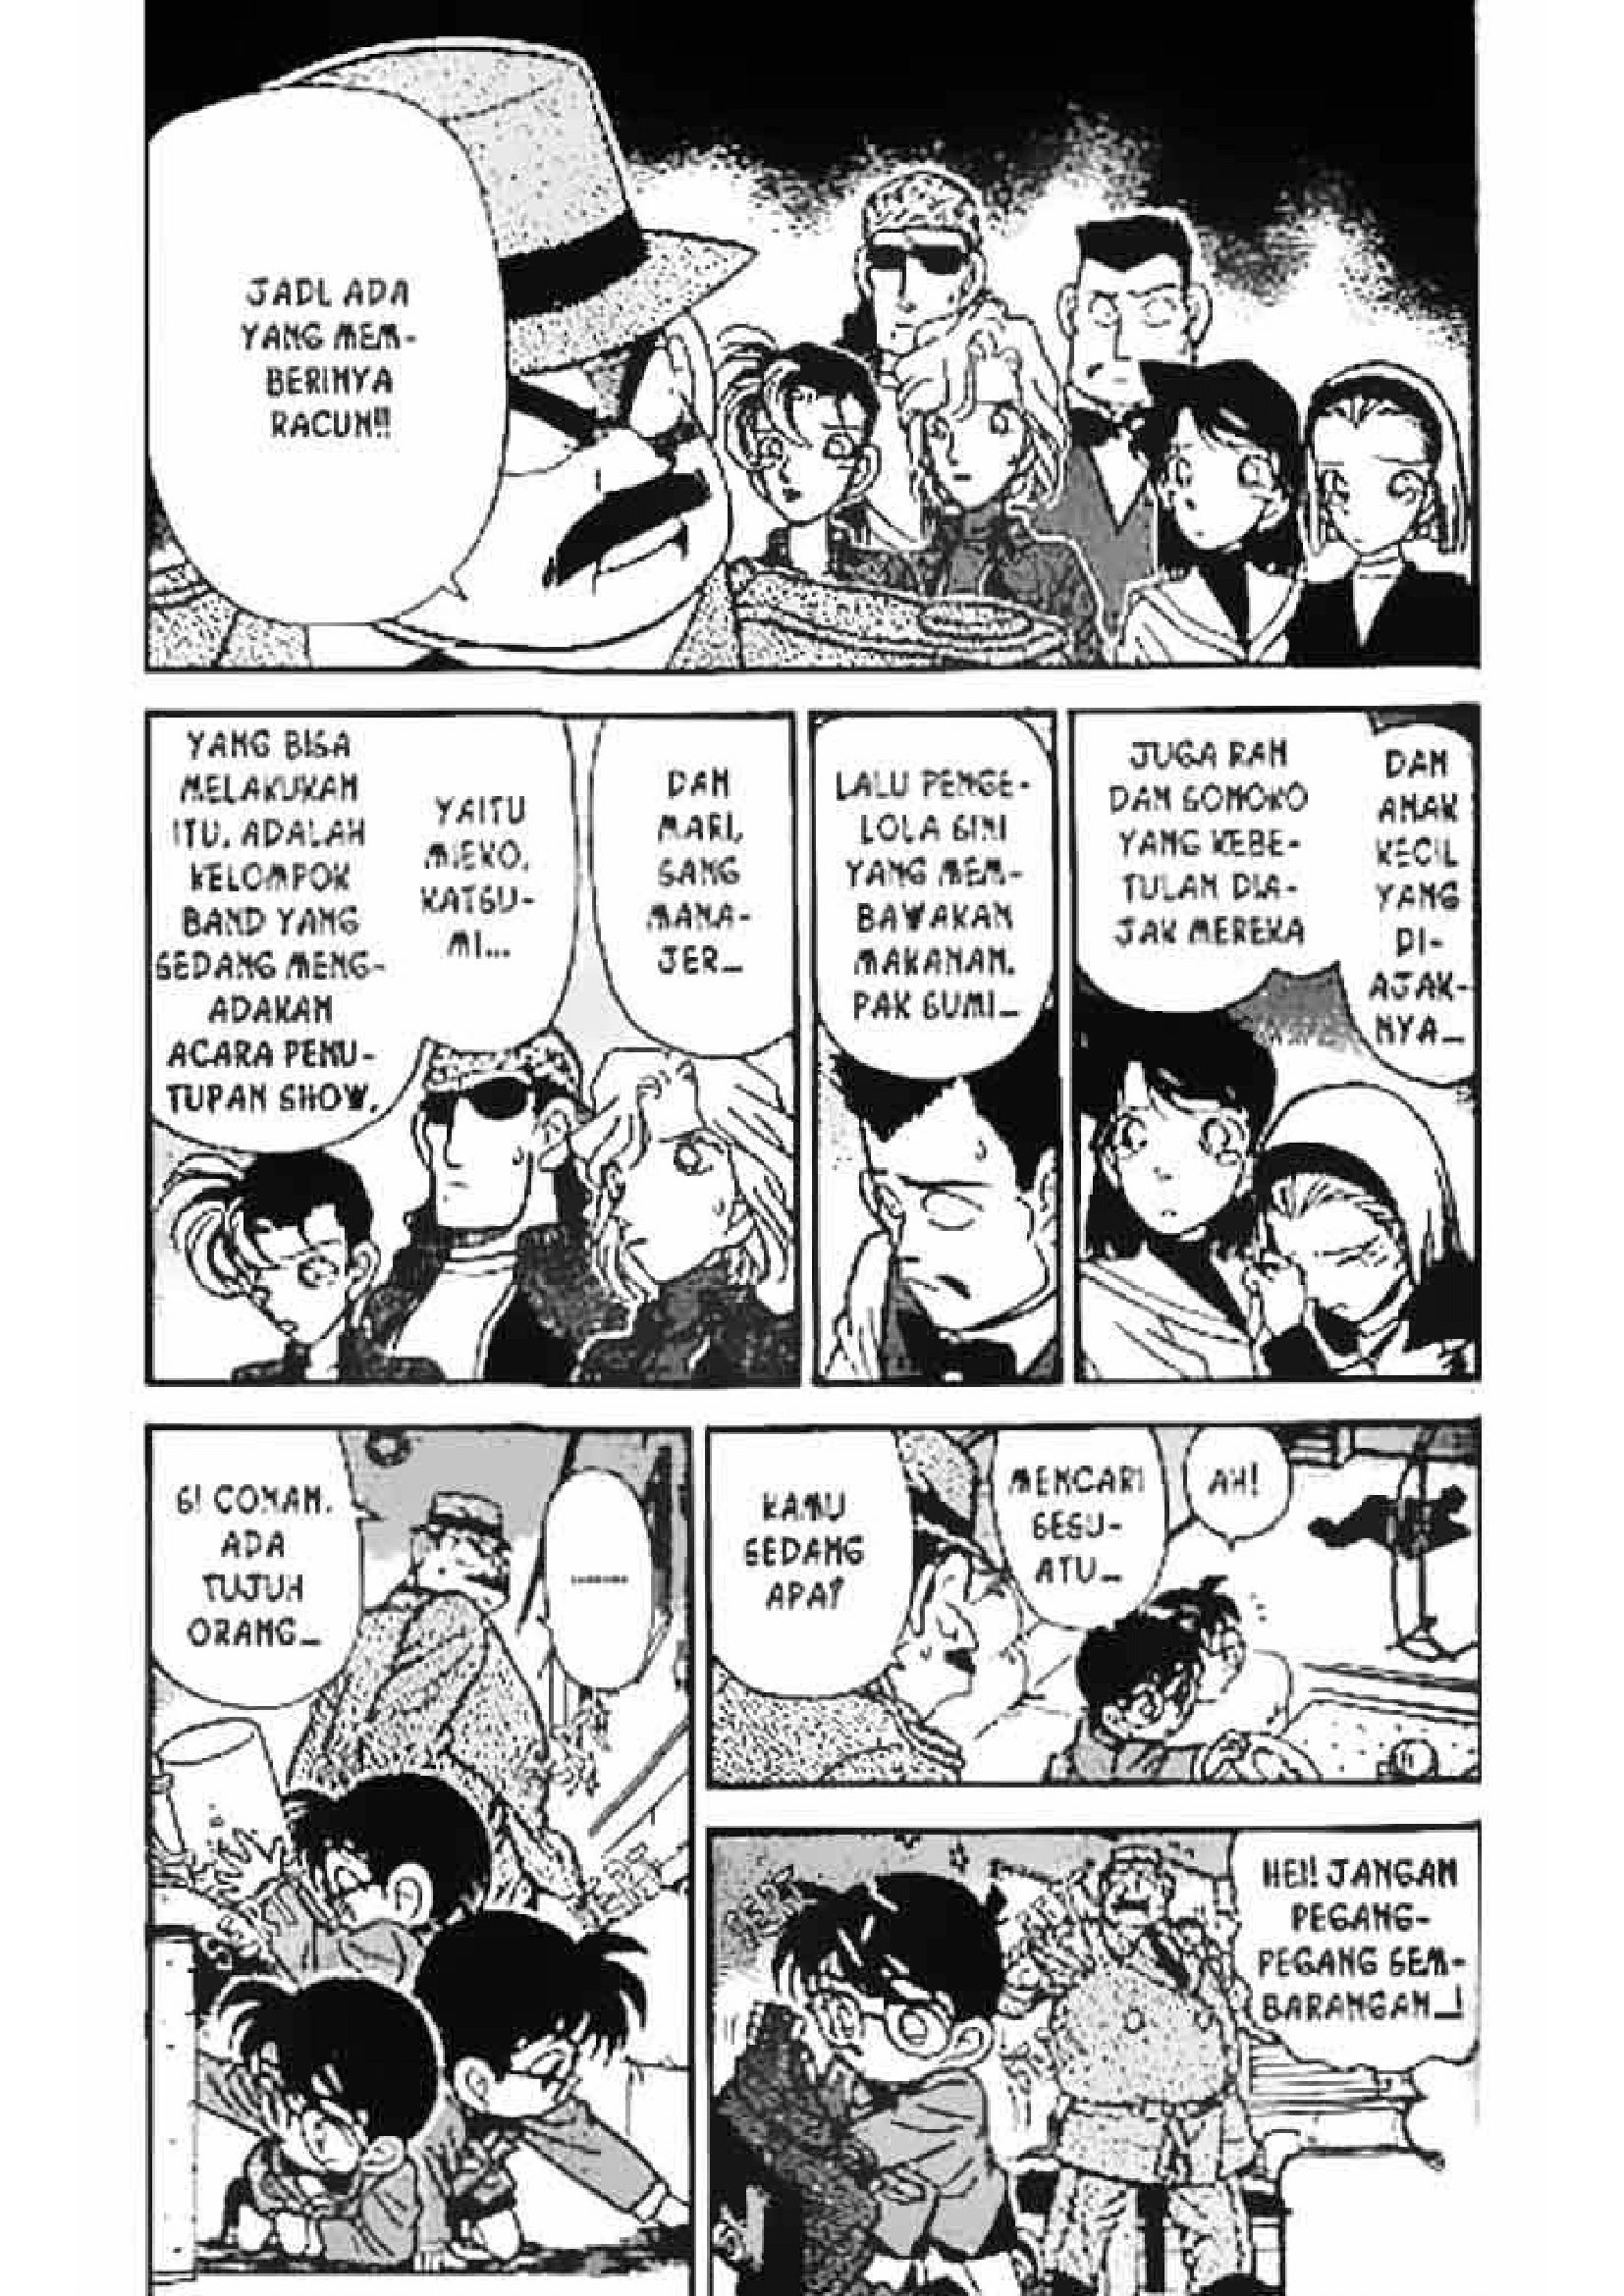 JADI, ADA
YANG MEM-
BERINYA
RACUN!!
YANG BISA
MELAKUKAN
ITU, ADALAH
KELOMPOK
BAND YANG
SEDANG MENG-
ADAKAN
ACARA PENU-
TUPAN SHOW.
YAITU
MIEKO,
KATSU-
MI...
DAN
MARI,
SANG
MANA-
JER...
LALU PENGE-
LOLA SINI
YANG MEM-
BAWAKAN
MAKANAN,
PAK SUMI...
JUGA RAN
DAN SONOKO
YANG KEBE-
TULAN DIA-
JAK MEREKA
DAN
ANAK
KECIL
YANG
DI-
AJAK-
NYA...
SI CONAN.
ADA
TUJUH
ORANG...
........
KAMU
SEDANG
APA?
MENCARI
SESU-
ATU...
AH!
HEI! JANGAN
PEGANG-
PEGANG SEM-
BARANGAN...!